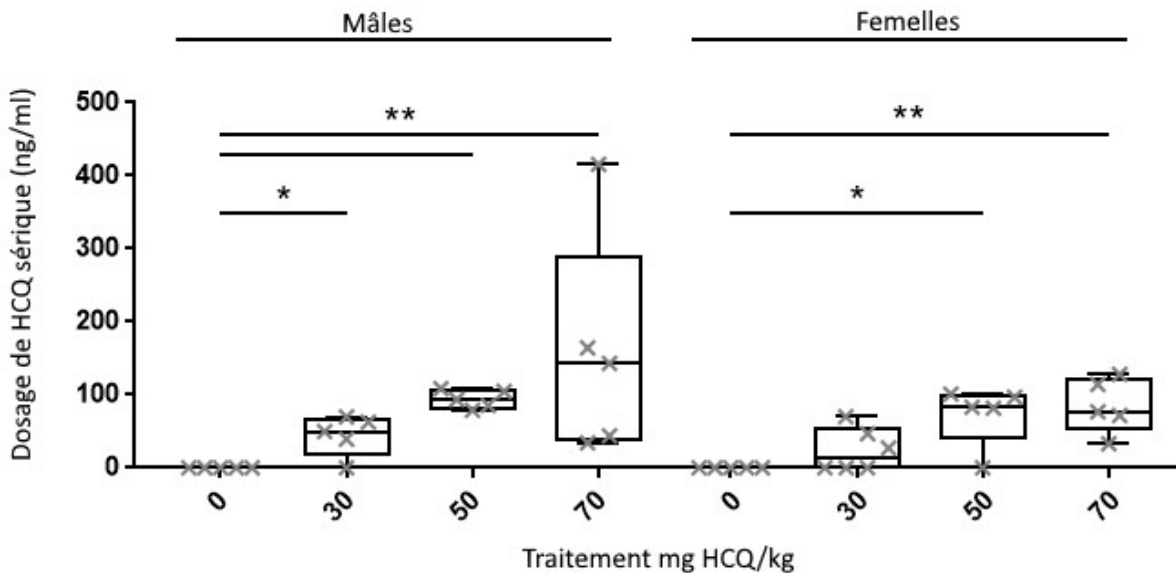 Mâles Femelles
Dosage de HCQ sérique (ng/ml)
500
400
300
200
100
0
** **
* *
0 30 50 70 0 30 50 70
Traitement mg HCQ/kg